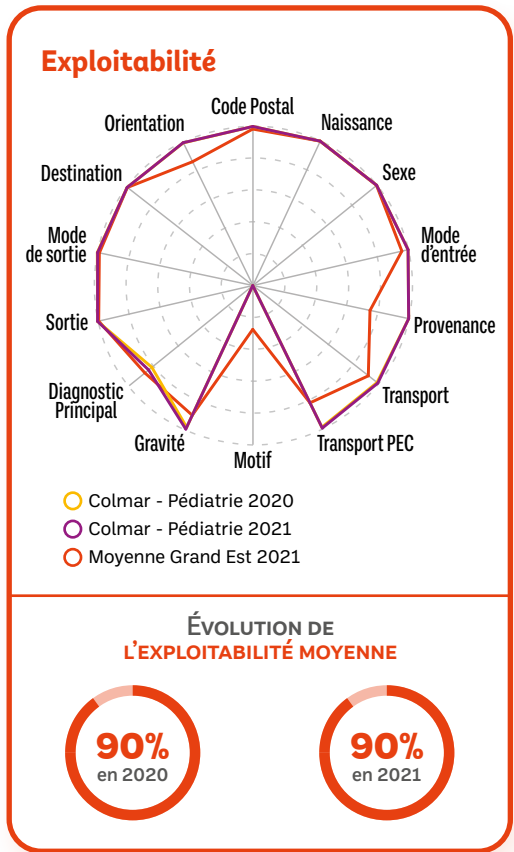 Exploitabilité
Code Postal
Naissance
Sexe
Mode
d'entrée
Provenance
Transport
Transport PEC
Motif
Gravité
Diagnostic
Principal
Sortie
Mode
de sortie
Destination
Orientation
Colmar - Pédiatrie 2020
Colmar - Pédiatrie 2021
Moyenne Grand Est 2021
ÉVOLUTION DE
L'EXPLOITABILITÉ MOYENNE
90%
en 2020
90%
en 2021